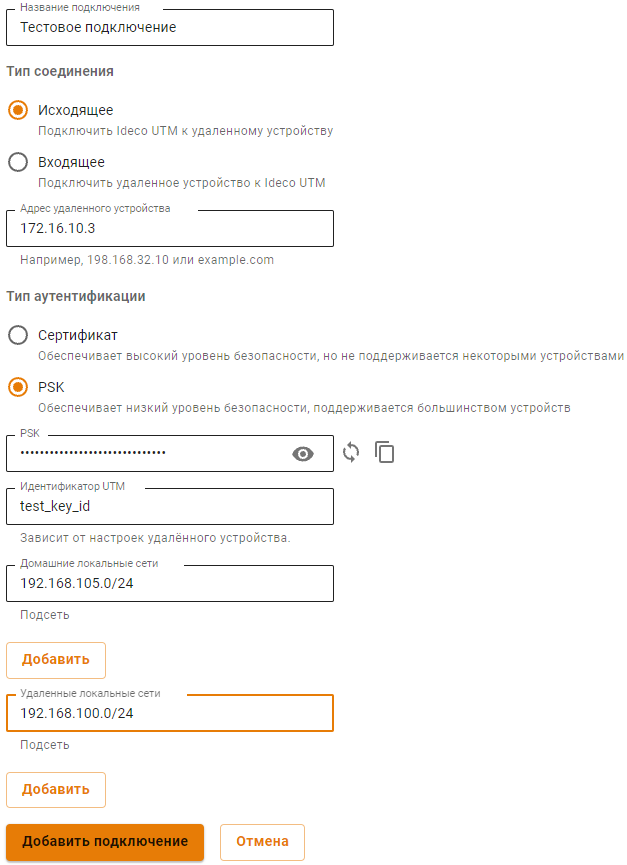 Название подключения
Тестовое подключение
Тип соединения
Исходящее
Подключить Ideco UTM к удаленному устройству
Входящее
Подключить удаленное устройство к Ideco UTM
Адрес удаленного устройства
172.16.10.3
Например, 198.168.32.10 или example.com
Тип аутентификации
Сертификат
Обеспечивает высокий уровень безопасности, но не поддерживается некоторыми устройствами
PSK
Обеспечивает низкий уровень безопасности, поддерживается большинством устройств
PSK
••••••••••••••••••••••••••••••
Идентификатор UTM
test_key_id
Зависит от настроек удалённого устройства.
Домашние локальные сети
192.168.105.0/24
Подсеть
Добавить
Удаленные локальные сети
192.168.100.0/24
Подсеть
Добавить
Добавить подключение
Отмена